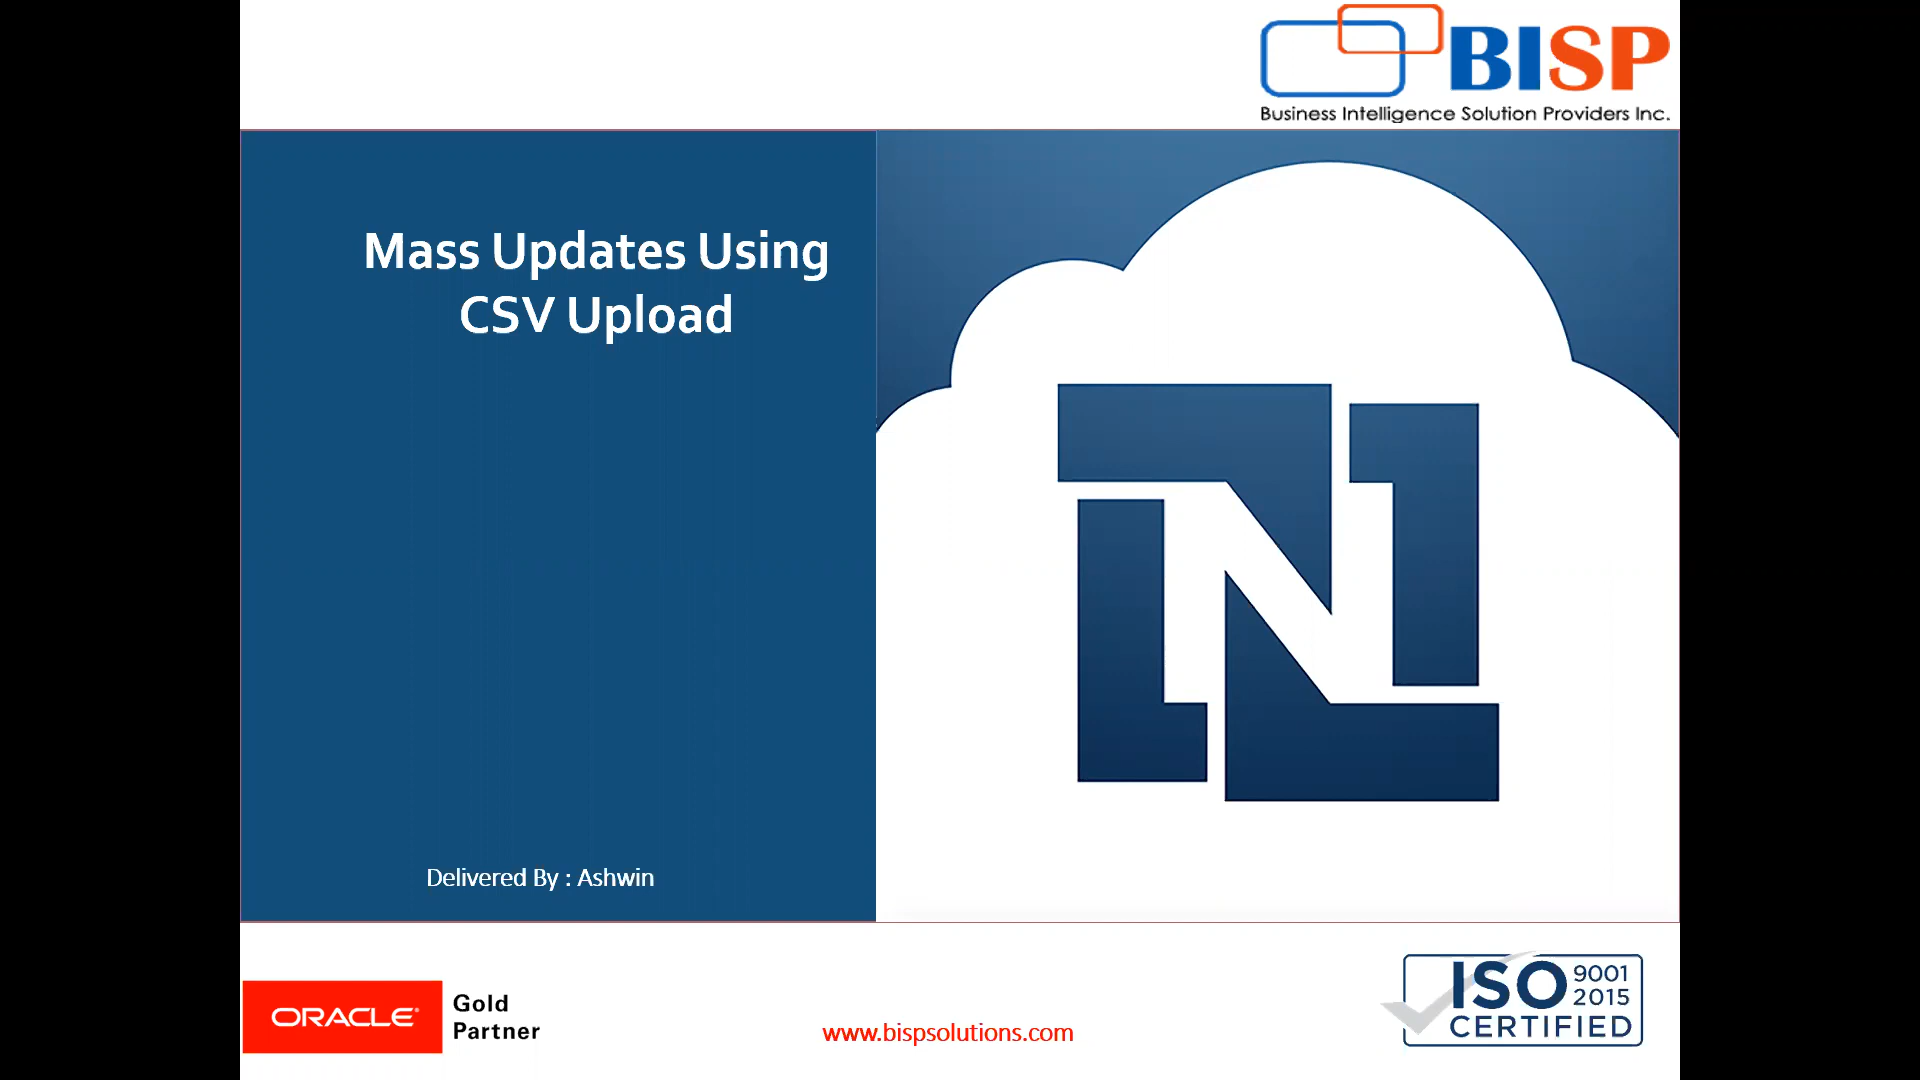 BISP
Business Intelligence Solution Providers Inc.
Mass Updates Using
CSV Upload
N
Delivered By : Ashwin
ORACLE®
Gold
Partner
www.bispsolutions.com
ISO 9001
2015
CERTIFIED